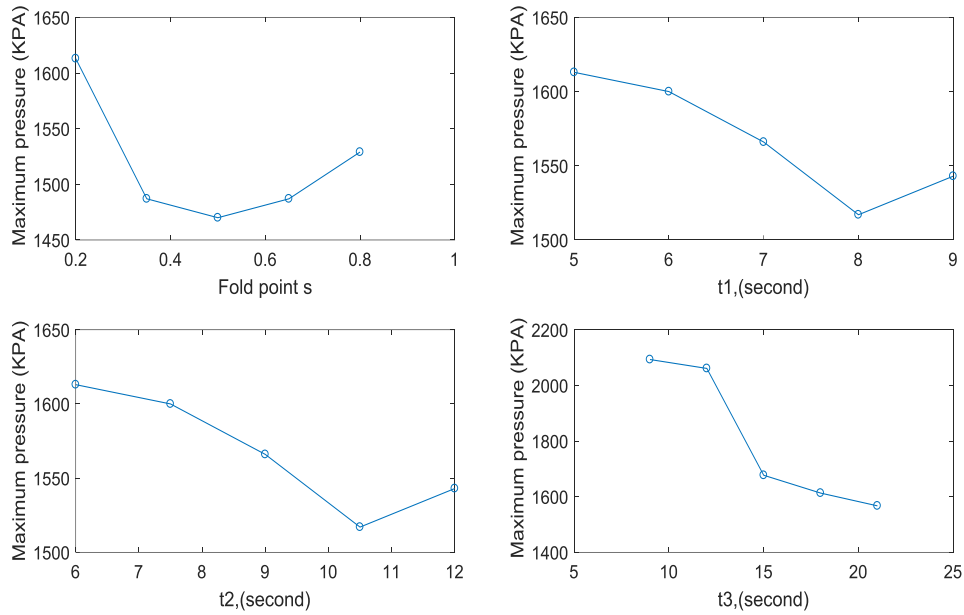 Maximum pressure (KPA)
1650
1600
1550
1500
1450
0.2 0.4 0.6 0.8 1
Fold point s
Maximum pressure (KPA)
1650
1600
1550
1500
5 6 7 8 9
t1,(second)
Maximum pressure (KPA)
1650
1600
1550
1500
6 7 8 9 10 11 12
t2,(second)
Maximum pressure (KPA)
2200
2000
1800
1600
1400
5 10 15 20 25
t3,(second)